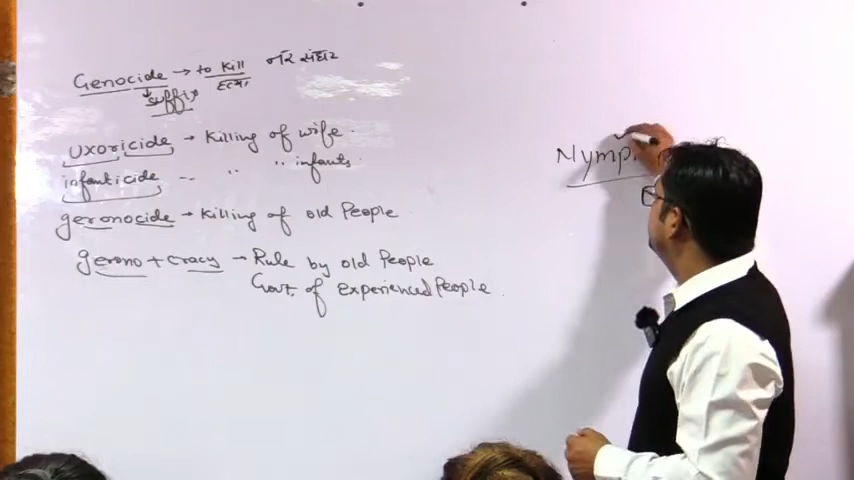 Genocide → to Kill नर संहार
हत्या
suffix
Uxoricide → Killing of wife.
infanticide -- " " infants.
geronocide → Killing of old People
gerono + cracy → Rule by old People
Govt. of experienced People.
Nymp